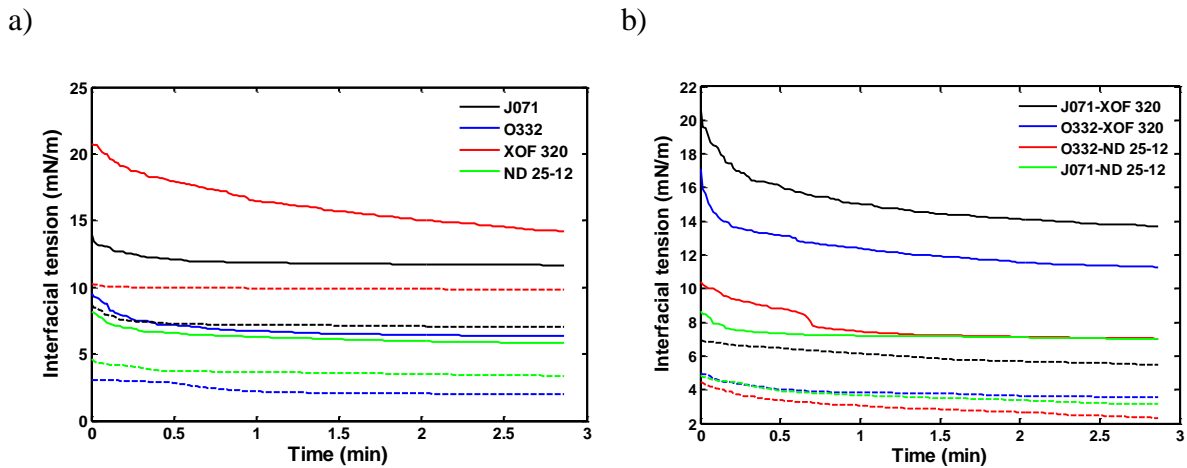 a)
b)
25
20
15
10
5
0
0
0.5
1
1.5
2
2.5
3
Interfacial tension (mN/m)
Time (min)
J071
O332
XOF 320
ND 25-12
22
20
18
16
14
12
10
8
6
4
2
0
0.5
1
1.5
2
2.5
3
Interfacial tension (mN/m)
Time (min)
J071-XOF 320
O332-XOF 320
O332-ND 25-12
J071-ND 25-12